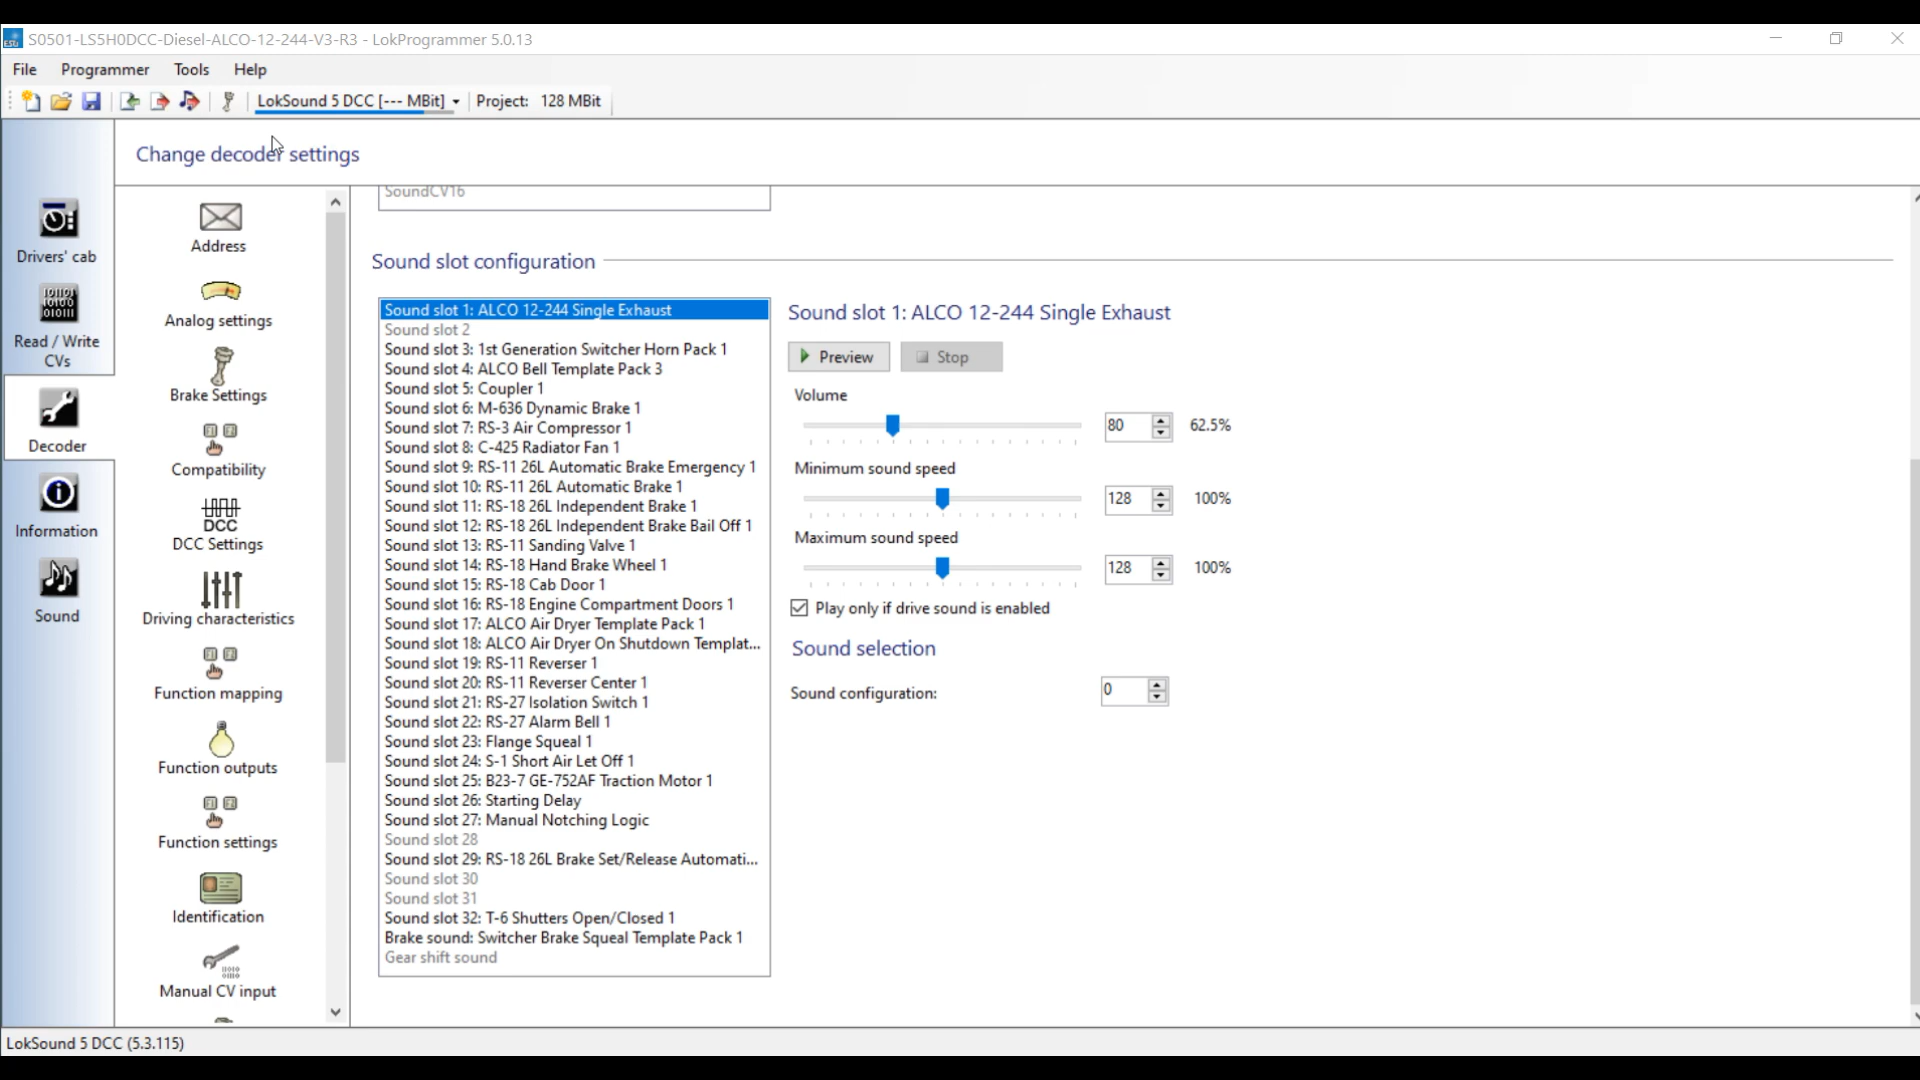 S0501-LS5H0DCC-Diesel-ALCO-12-244-V3-R3 - LokProgrammer 5.0.13
File Programmer Tools Help
LokSound 5 DCC [--- MBit] Project: 128 MBit
Change decoder settings
Drivers' cab
Read / Write
CVs
Decoder
Information
Sound
Address
Analog settings
Brake Settings
Compatibility
DCC
DCC Settings
Driving characteristics
Function mapping
Function outputs
Function settings
Identification
Manual CV input
SoundCV16
Sound slot configuration
Sound slot 1: ALCO 12-244 Single Exhaust
Sound slot 2
Sound slot 3: 1st Generation Switcher Horn Pack 1
Sound slot 4: ALCO Bell Template Pack 3
Sound slot 5: Coupler 1
Sound slot 6: M-636 Dynamic Brake 1
Sound slot 7: RS-3 Air Compressor 1
Sound slot 8: C-425 Radiator Fan 1
Sound slot 9: RS-11 26L Automatic Brake Emergency 1
Sound slot 10: RS-11 26L Automatic Brake 1
Sound slot 11: RS-18 26L Independent Brake 1
Sound slot 12: RS-18 26L Independent Brake Bail Off 1
Sound slot 13: RS-11 Sanding Valve 1
Sound slot 14: RS-18 Hand Brake Wheel 1
Sound slot 15: RS-18 Cab Door 1
Sound slot 16: RS-18 Engine Compartment Doors 1
Sound slot 17: ALCO Air Dryer Template Pack 1
Sound slot 18: ALCO Air Dryer On Shutdown Templat...
Sound slot 19: RS-11 Reverser 1
Sound slot 20: RS-11 Reverser Center 1
Sound slot 21: RS-27 Isolation Switch 1
Sound slot 22: RS-27 Alarm Bell 1
Sound slot 23: Flange Squeal 1
Sound slot 24: S-1 Short Air Let Off 1
Sound slot 25: B23-7 GE-752AF Traction Motor 1
Sound slot 26: Starting Delay
Sound slot 27: Manual Notching Logic
Sound slot 28
Sound slot 29: RS-18 26L Brake Set/Release Automati...
Sound slot 30
Sound slot 31
Sound slot 32: T-6 Shutters Open/Closed 1
Brake sound: Switcher Brake Squeal Template Pack 1
Gear shift sound
Sound slot 1: ALCO 12-244 Single Exhaust
Preview Stop
Volume
80 62.5%
Minimum sound speed
128 100%
Maximum sound speed
128 100%
Play only if drive sound is enabled
Sound selection
Sound configuration: 0
LokSound 5 DCC (5.3.115)